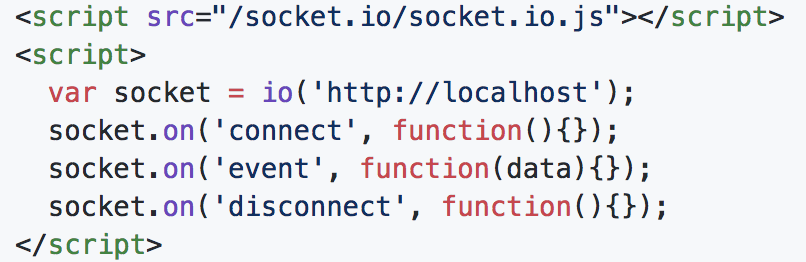 <script src="/socket.io/socket.io.js"></script>
<script>
  var socket = io('http://localhost');
  socket.on('connect', function(){});
  socket.on('event', function(data){});
  socket.on('disconnect', function(){});
</script>